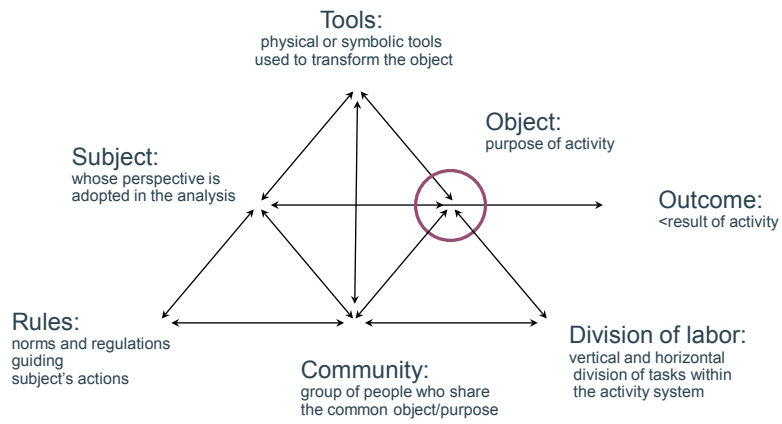 Tools:
physical or symbolic tools
used to transform the object
Object:
purpose of activity
Subject:
whose perspective is
adopted in the analysis
Outcome:
<result of activity
Rules:
norms and regulations
guiding
subject's actions
Community:
group of people who share
the common object/purpose
Division of labor:
vertical and horizontal
division of tasks within
the activity system